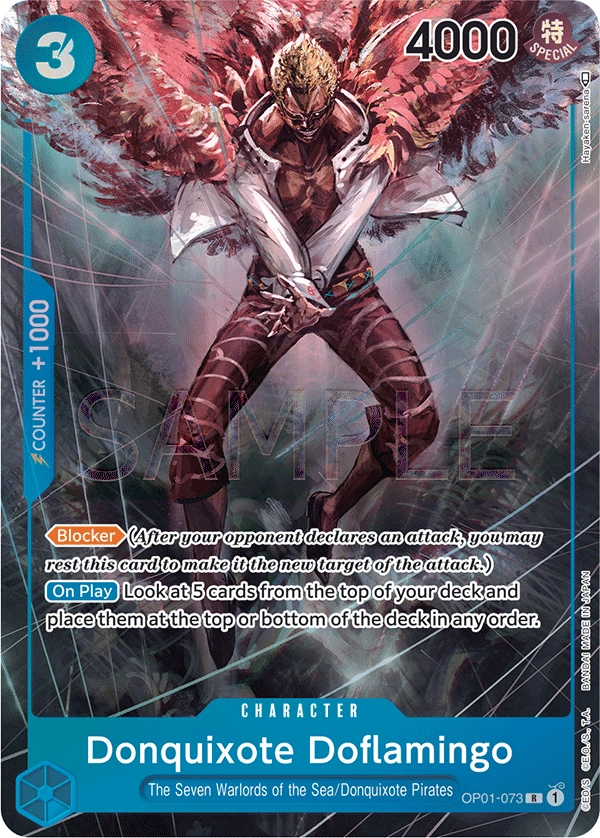 3
4000
特
SPECIAL
Hayaken-sarena
COUNTER +1000
SAMPLE
Blocker (After your opponent declares an attack, you may
rest this card to make it the new target of the attack.)
On Play Look at 5 cards from the top of your deck and
place them at the top or bottom of the deck in any order.
CHARACTER
Donquixote Doflamingo
The Seven Warlords of the Sea/Donquixote Pirates
OP01-073 R 1
©ED/S ©E.O./S., T.A. BANDAI MADE IN JAPAN